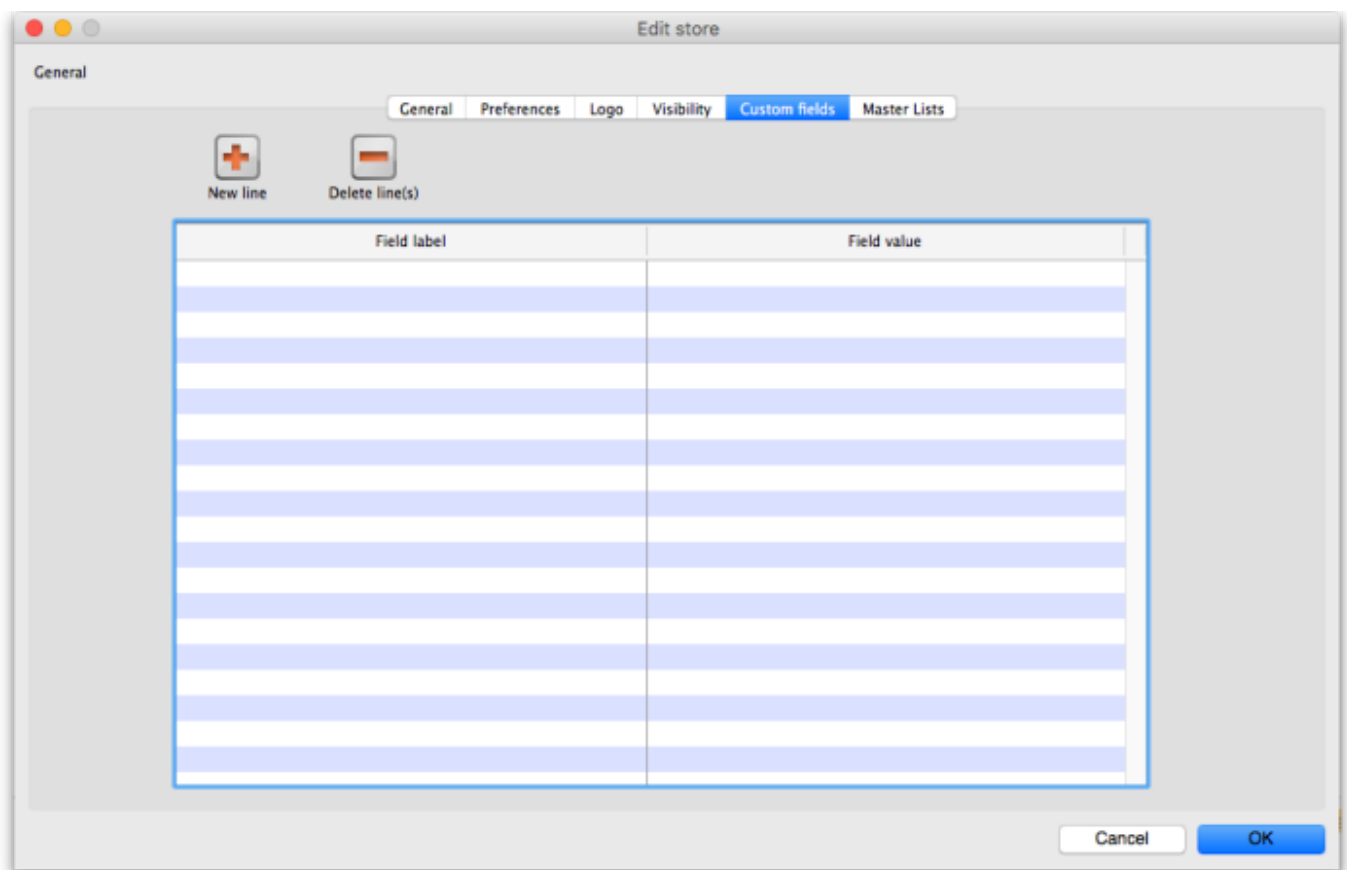 Edit store
General
General Preferences Logo Visibility Custom fields Master Lists
New line Delete line(s)
Field label Field value
Cancel OK